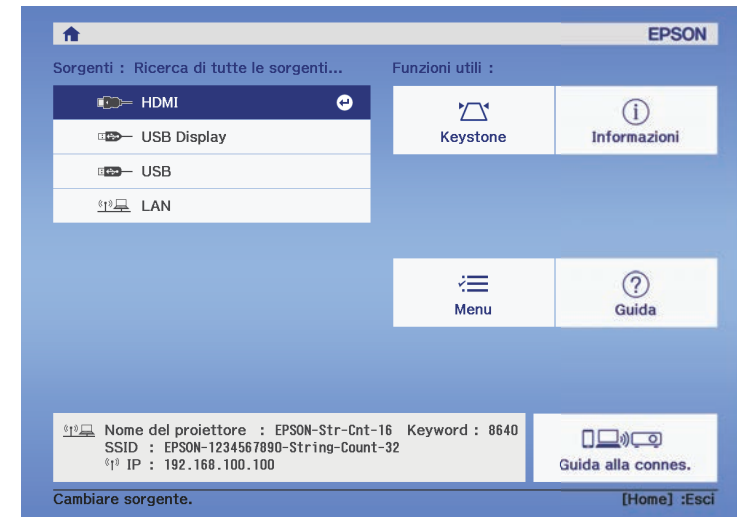 EPSON
Sorgenti : Ricerca di tutte le sorgenti...
Funzioni utili :
HDMI
USB Display
USB
LAN
Keystone
Informazioni
Menu
Guida
Nome del proiettore : EPSON-Str-Cnt-16 Keyword : 8640
SSID : EPSON-1234567890-String-Count-32
IP : 192.168.100.100
Guida alla connes.
Cambiare sorgente.
[Home] :Esci